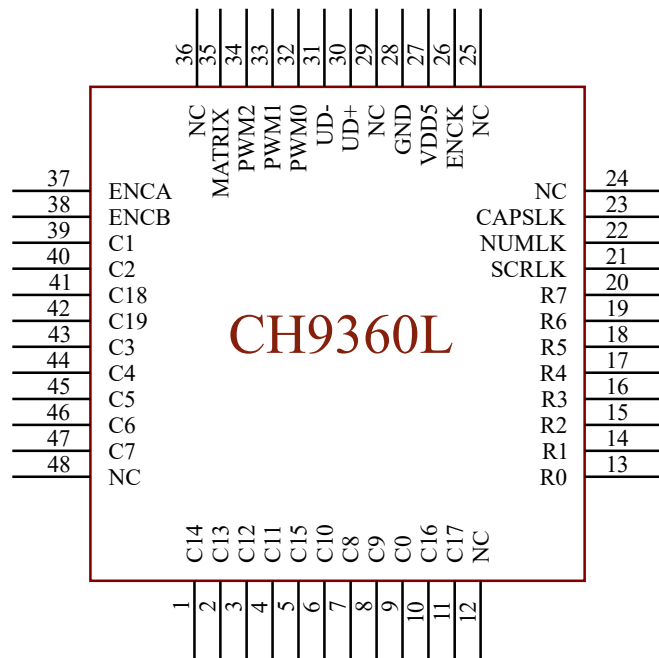 36 35 34 33 32 31 30 29 28 27 26 25
NC MATRIX PWM2 PWM1 PWM0 UD- UD+ NC GND VDD5 ENCK NC
37 ENCA NC 24
38 ENCB CAPSLK 23
39 C1 NUMLK 22
40 C2 SCRLK 21
41 C18 R7 20
42 C19 R6 19
43 C3 R5 18
44 C4 R4 17
45 C5 R3 16
46 C6 R2 15
47 C7 R1 14
48 NC R0 13
CH9360L
C14 C13 C12 C11 C15 C10 C8 C9 C0 C16 C17 NC
1 2 3 4 5 6 7 8 9 10 11 12